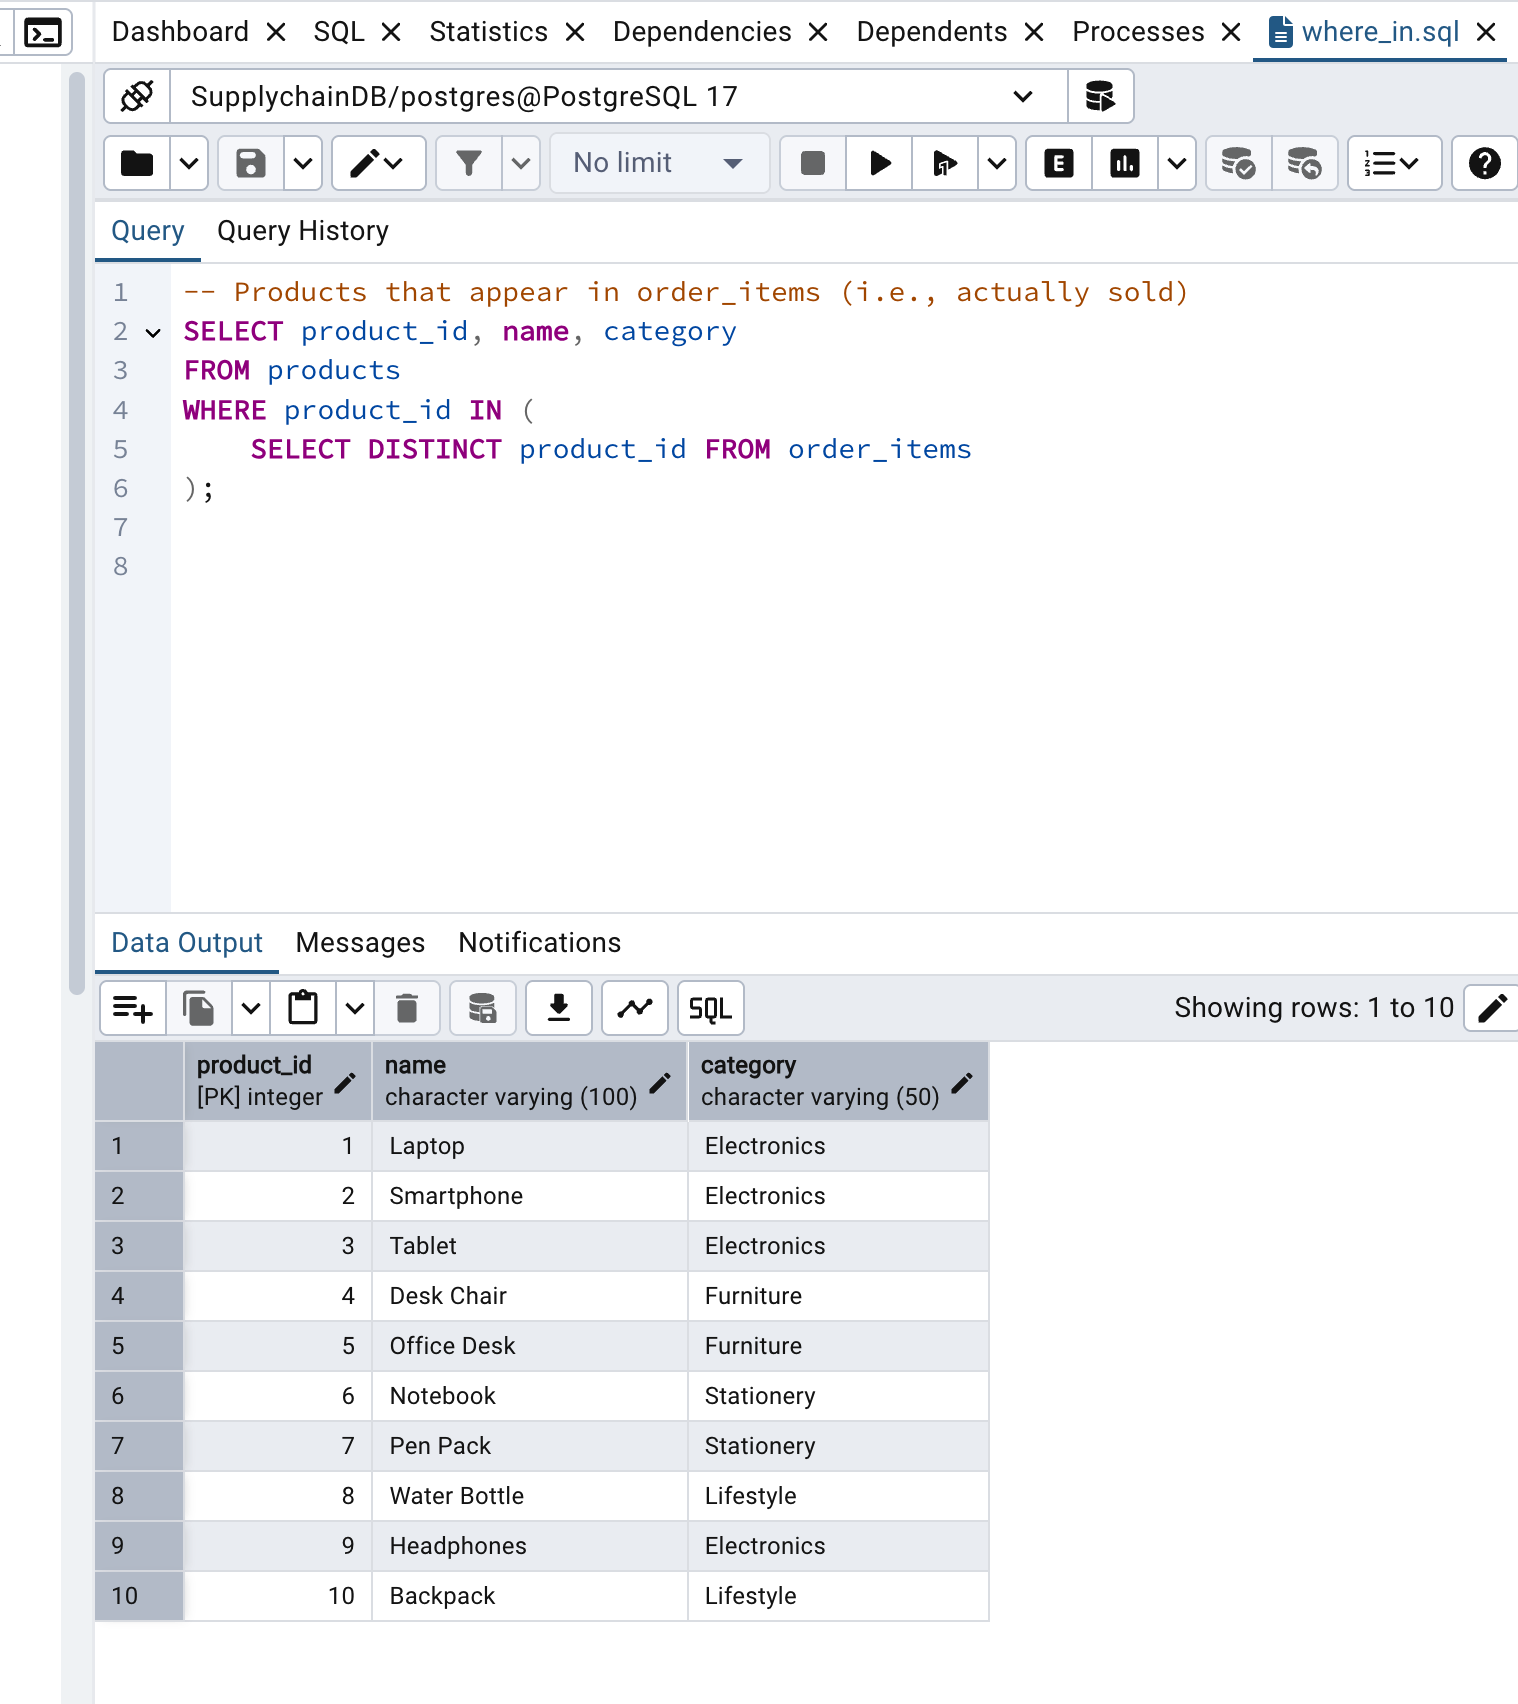 Dashboard SQL Statistics Dependencies Dependents Processes where_in.sql
SupplychainDB/postgres@PostgreSQL 17
No limit E ?
Query Query History
1 -- Products that appear in order_items (i.e., actually sold)
2 SELECT product_id, name, category
3 FROM products
4 WHERE product_id IN (
5 SELECT DISTINCT product_id FROM order_items
6 );
7
8
Data Output Messages Notifications
SQL Showing rows: 1 to 10
product_id name category
[PK] integer character varying (100) character varying (50)
1 1 Laptop Electronics
2 2 Smartphone Electronics
3 3 Tablet Electronics
4 4 Desk Chair Furniture
5 5 Office Desk Furniture
6 6 Notebook Stationery
7 7 Pen Pack Stationery
8 8 Water Bottle Lifestyle
9 9 Headphones Electronics
10 10 Backpack Lifestyle